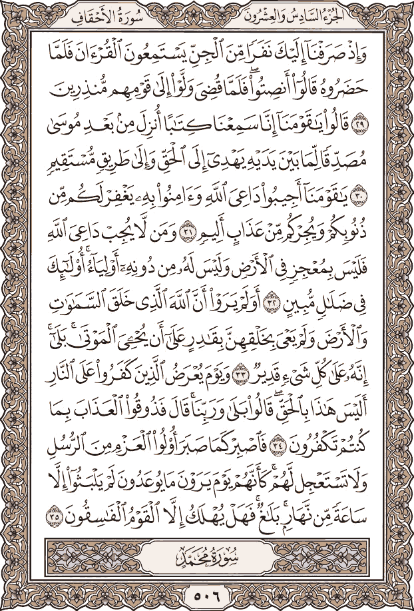 الجزء السادس والعشرون سورة الأحقاف
وَإِذْ صَرَفْنَآ إِلَيْكَ نَفَرًا مِّنَ ٱلْجِنِّ يَسْتَمِعُونَ ٱلْقُرْءَانَ فَلَمَّا
حَضَرُوهُ قَالُوٓا۟ أَنصِتُوا۟ ۖ فَلَمَّا قُضِىَ وَلَّوْا۟ إِلَىٰ قَوْمِهِم مُّنذِرِينَ
٢٩ قَالُوا۟ يَٰقَوْمَنَآ إِنَّا سَمِعْنَا كِتَٰبًا أُنزِلَ مِنۢ بَعْدِ مُوسَىٰ
مُصَدِّقًا لِّمَا بَيْنَ يَدَيْهِ يَهْدِىٓ إِلَى ٱلْحَقِّ وَإِلَىٰ طَرِيقٍ مُّسْتَقِيمٍ
٣٠ يَٰقَوْمَنَآ أَجِيبُوا۟ دَاعِىَ ٱللَّهِ وَءَامِنُوا۟ بِهِۦ يَغْفِرْ لَكُم مِّن
ذُنُوبِكُمْ وَيُجِرْكُم مِّنْ عَذَابٍ أَلِيمٍ ٣١ وَمَن لَّا يُجِبْ دَاعِىَ ٱللَّهِ
فَلَيْسَ بِمُعْجِزٍ فِى ٱلْأَرْضِ وَلَيْسَ لَهُۥ مِن دُونِهِۦٓ أَوْلِيَآءُ ۚ أُو۟لَٰٓئِكَ
فِى ضَلَٰلٍ مُّبِينٍ ٣٢ أَوَلَمْ يَرَوْا۟ أَنَّ ٱللَّهَ ٱلَّذِى خَلَقَ ٱلسَّمَٰوَٰتِ
وَٱلْأَرْضَ وَلَمْ يَعْىَ بِخَلْقِهِنَّ بِقَٰدِرٍ عَلَىٰٓ أَن يُحْۦِىَ ٱلْمَوْتَىٰ ۚ بَلَىٰٓ
إِنَّهُۥ عَلَىٰ كُلِّ شَىْءٍ قَدِيرٌ ٣٣ وَيَوْمَ يُعْرَضُ ٱلَّذِينَ كَفَرُوا۟ عَلَى ٱلنَّارِ
أَلَيْسَ هَٰذَا بِٱلْحَقِّ ۖ قَالُوا۟ بَلَىٰ وَرَبِّنَا ۚ قَالَ فَذُوقُوا۟ ٱلْعَذَابَ بِمَا
كُنتُمْ تَكْفُرُونَ ٣٤ فَٱصْبِرْ كَمَا صَبَرَ أُو۟لُوا۟ ٱلْعَزْمِ مِنَ ٱلرُّسُلِ
وَلَا تَسْتَعْجِل لَّهُمْ ۚ كَأَنَّهُمْ يَوْمَ يَرَوْنَ مَا يُوعَدُونَ لَمْ يَلْبَثُوٓا۟ إِلَّا
سَاعَةً مِّن نَّهَارٍۭ ۚ بَلَٰغٌ ۚ فَهَلْ يُهْلَكُ إِلَّا ٱلْقَوْمُ ٱلْفَٰسِقُونَ ٣٥
سورة محمد
٥٠٦